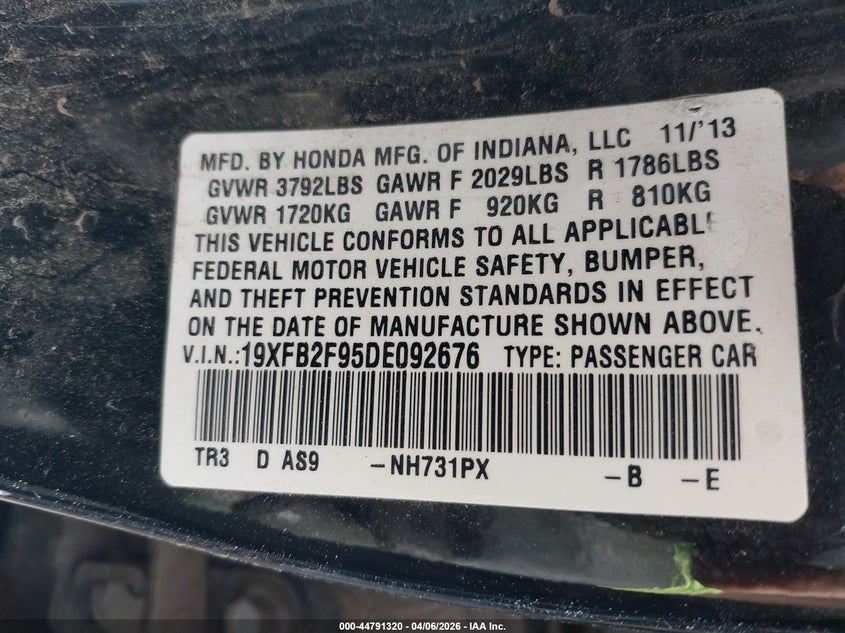 MFD. BY HONDA MFG. OF INDIANA, LLC 11/'13
GVWR 3792LBS GAWR F 2029LBS R 1786LBS
GVWR 1720KG GAWR F 920KG R 810KG
THIS VEHICLE CONFORMS TO ALL APPLICABLE
FEDERAL MOTOR VEHICLE SAFETY, BUMPER,
AND THEFT PREVENTION STANDARDS IN EFFECT
ON THE DATE OF MANUFACTURE SHOWN ABOVE.
V.I.N.:19XFB2F95DE092676 TYPE: PASSENGER CAR
TR3 D AS9 -NH731PX -B -E
000-44791320 - 04/06/2026 - IAA Inc.